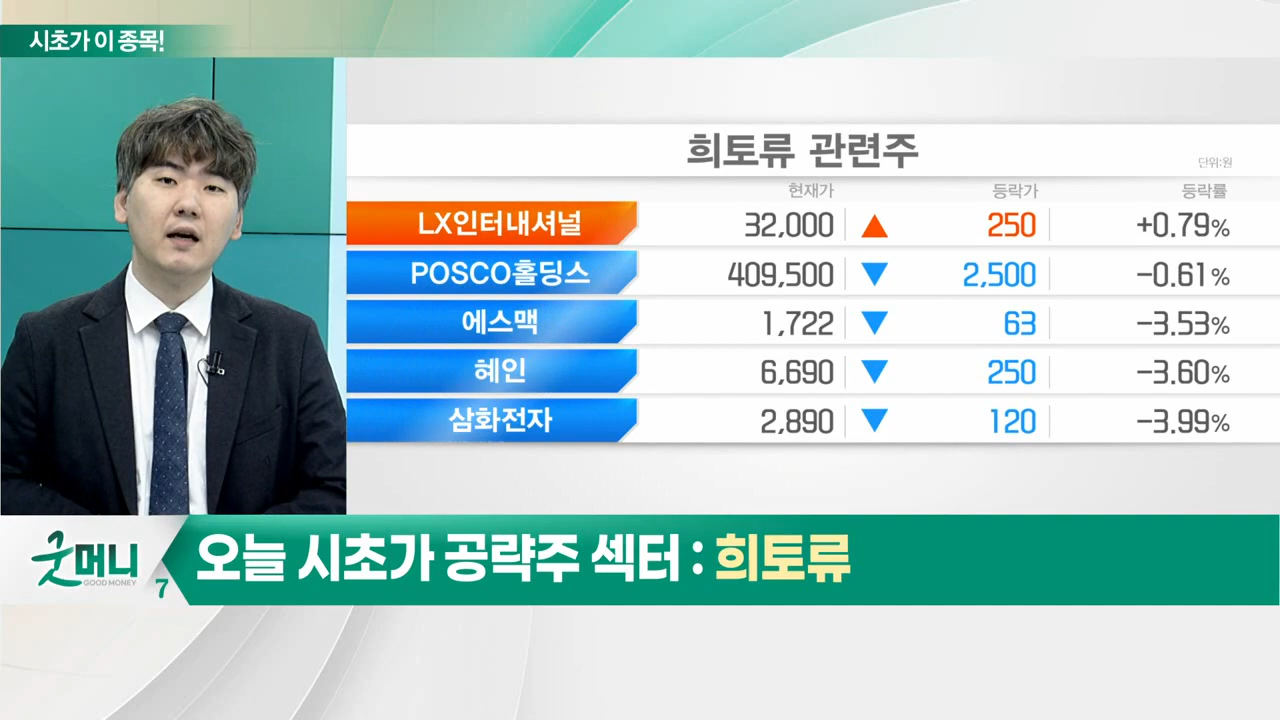 시초가 이 종목!
희토류 관련주
단위:원
현재가 등락가 등락률
LX인터내셔널 32,000 ▲ 250 +0.79%
POSCO홀딩스 409,500 ▼ 2,500 -0.61%
에스맥 1,722 ▼ 63 -3.53%
혜인 6,690 ▼ 250 -3.60%
삼화전자 2,890 ▼ 120 -3.99%
굿머니
GOOD MONEY
7
오늘 시초가 공략주 섹터 : 희토류